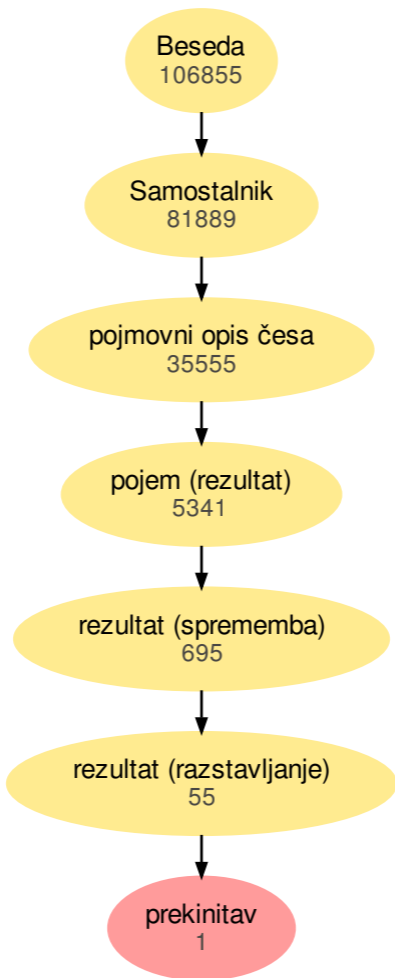 Beseda
106855
Samostalnik
81889
pojmovni opis česa
35555
pojem (rezultat)
5341
rezultat (sprememba)
695
rezultat (razstavljanje)
55
prekinitav
1